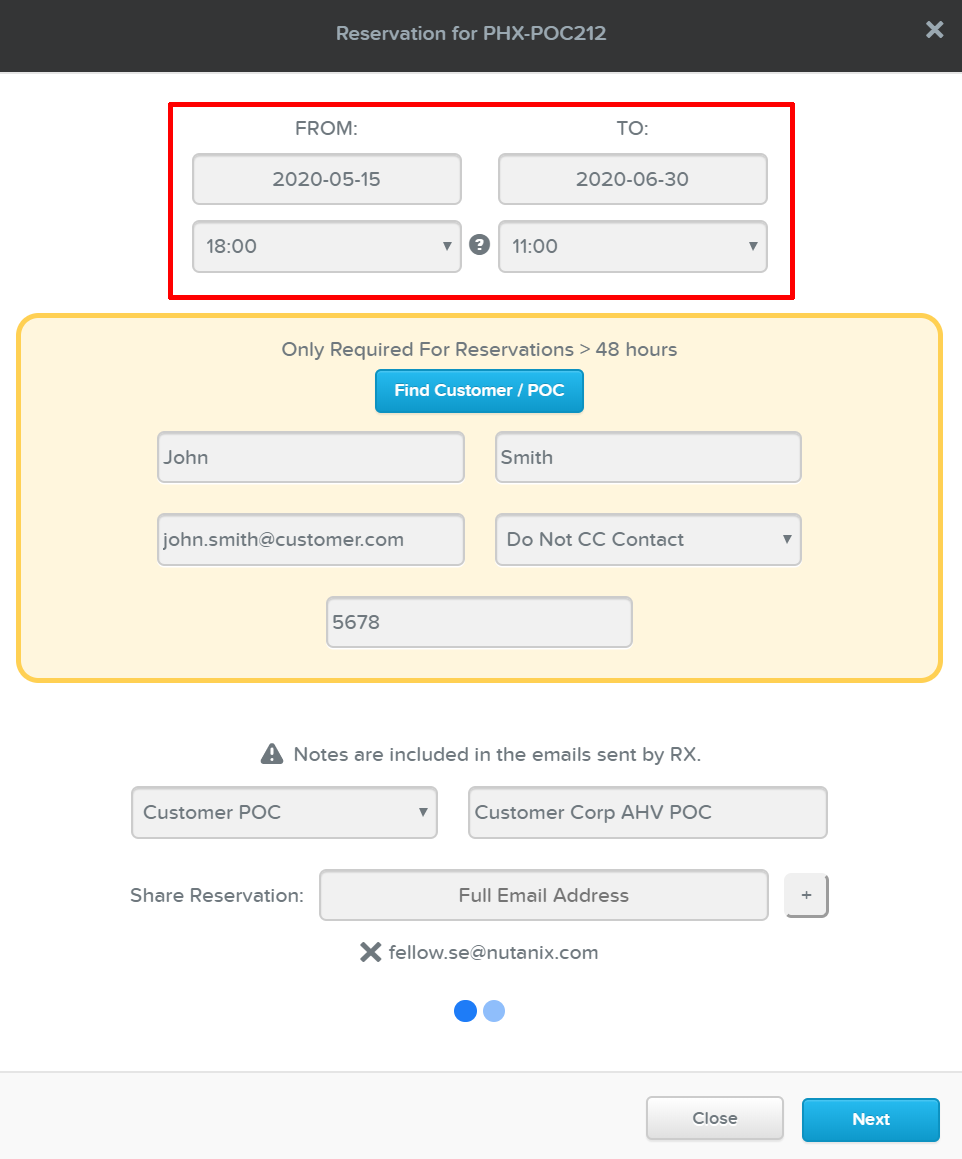 Reservation for PHX-POC212
FROM: TO:
2020-05-15 2020-06-30
18:00 ? 11:00
Only Required For Reservations > 48 hours
Find Customer / POC
John Smith
john.smith@customer.com Do Not CC Contact
5678
Notes are included in the emails sent by RX.
Customer POC Customer Corp AHV POC
Share Reservation: Full Email Address +
fellow.se@nutanix.com
Close Next